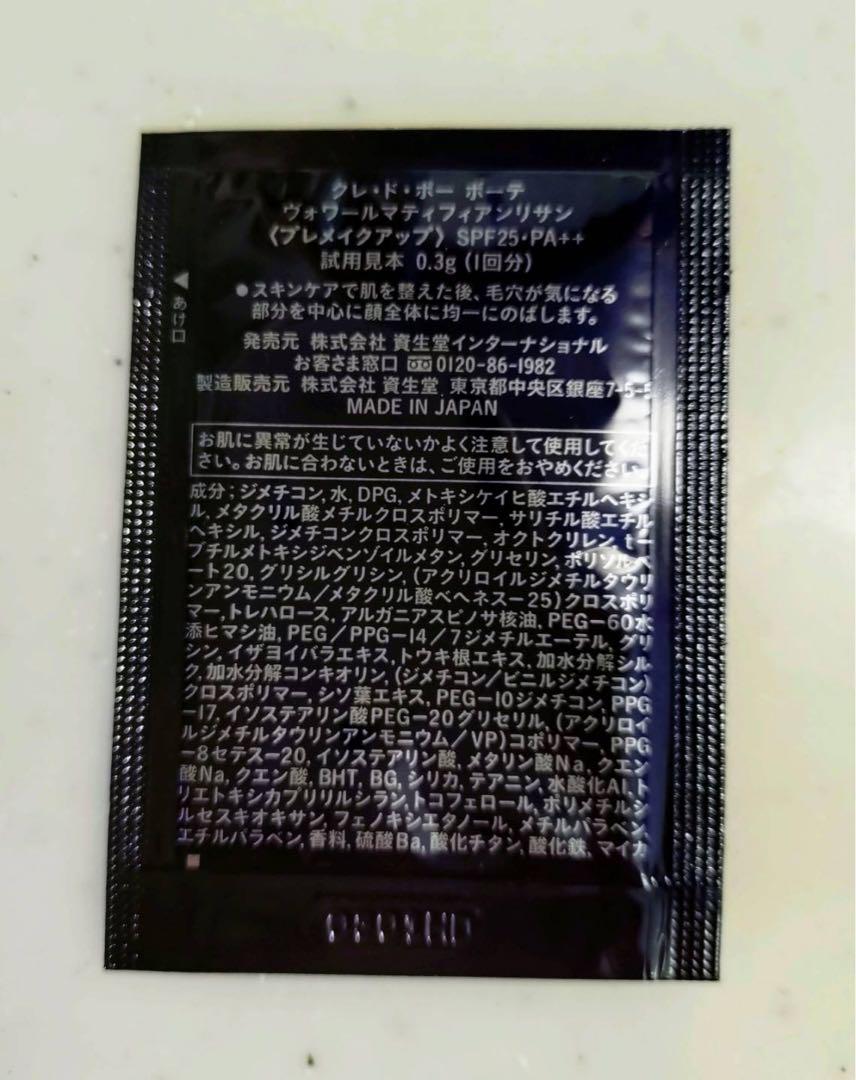 クレ・ド・ポー ボーテ
ヴォワールマティフィアンリサン
〈プレメイクアップ〉 SPF25・PA++
試用見本 0.3g (1回分)
◀あけ口
●スキンケアで肌を整えた後、毛穴が気になる
部分を中心に顔全体に均一にのばします。
発売元 株式会社 資生堂インターナショナル
お客さま窓口 0120-86-1982
製造販売元 株式会社 資生堂 東京都中央区銀座7-5-5
MADE IN JAPAN
お肌に異常が生じていないかよく注意して使用してくだ
さい。お肌に合わないときは、ご使用をおやめください。
成分;ジメチコン, 水, DPG, メトキシケイヒ酸エチルヘキシ
ル, メタクリル酸メチルクロスポリマー, サリチル酸エチル
ヘキシル, ジメチコンクロスポリマー, オクトクリレン, t-
ブチルメトキシジベンゾイルメタン, グリセリン, ポリソルベ
ート20, グリシルグリシン, (アクリロイルジメチルタウリ
ンアンモニウム/メタクリル酸ベヘネス-25)クロスポリ
マー, トレハロース, アルガニアスピノサ核油, PEG-60水
添ヒマシ油, PEG/PPG-14/7ジメチルエーテル, グリ
シン, イザヨイバラエキス, トウキ根エキス, 加水分解シル
ク, 加水分解コンキオリン, (ジメチコン/ビニルジメチコン)
クロスポリマー, シソ葉エキス, PEG-10ジメチコン, PPG
-17, イソステアリン酸PEG-20グリセリル, (アクリロイ
ルジメチルタウリンアンモニウム/VP)コポリマー, PPG
-8セテス-20, イソステアリン酸, メタリン酸Na, クエン
酸Na, クエン酸, BHT, BG, シリカ, テアニン, 水酸化Al, ト
リエトキシカプリリルシラン, トコフェロール, ポリメチルシ
ルセスキオキサン, フェノキシエタノール, メチルパラベン,
エチルパラベン, 香料, 硫酸Ba, 酸化チタン, 酸化鉄, マイカ